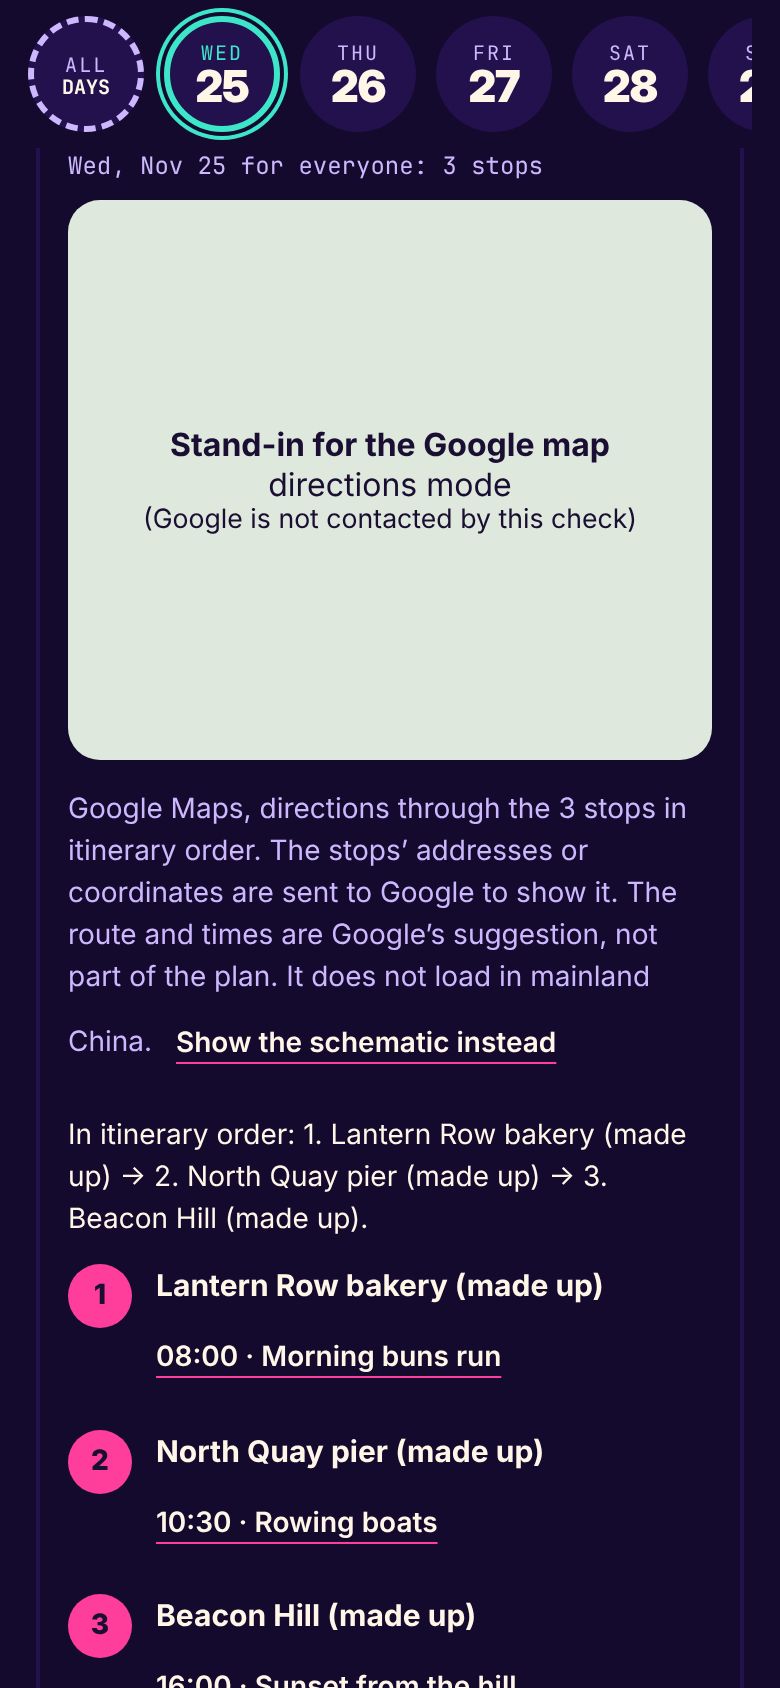 ALL
DAYS
WED
25
THU
26
FRI
27
SAT
28
Wed, Nov 25 for everyone: 3 stops
Stand-in for the Google map
directions mode
(Google is not contacted by this check)
Google Maps, directions through the 3 stops in
itinerary order. The stops’ addresses or
coordinates are sent to Google to show it. The
route and times are Google’s suggestion, not
part of the plan. It does not load in mainland
China. Show the schematic instead
In itinerary order: 1. Lantern Row bakery (made
up) → 2. North Quay pier (made up) → 3.
Beacon Hill (made up).
1 Lantern Row bakery (made up)
08:00 · Morning buns run
2 North Quay pier (made up)
10:30 · Rowing boats
3 Beacon Hill (made up)
16:00 · Sunset from the hill